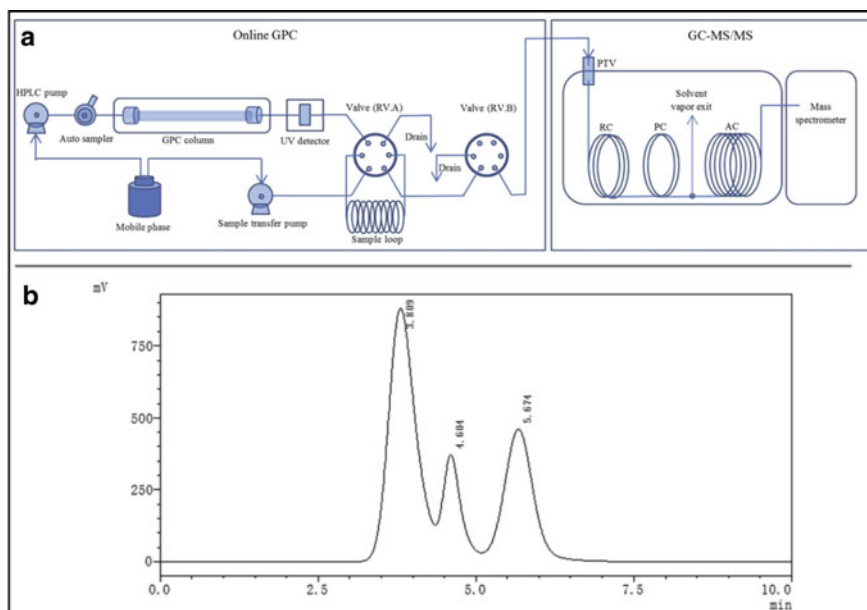 a
Online GPC
GC-MS/MS
HPLC pump
Auto sampler
GPC column
UV detector
Valve (RV.A)
Valve (RV.B)
Drain
Drain
Mobile phase
Sample transfer pump
Sample loop
PTV
Solvent
vapor exit
RC
PC
AC
Mass
spectrometer
b
mV
750
500
250
0
3.809
4.604
5.674
0.0
2.5
5.0
7.5
10.0
min